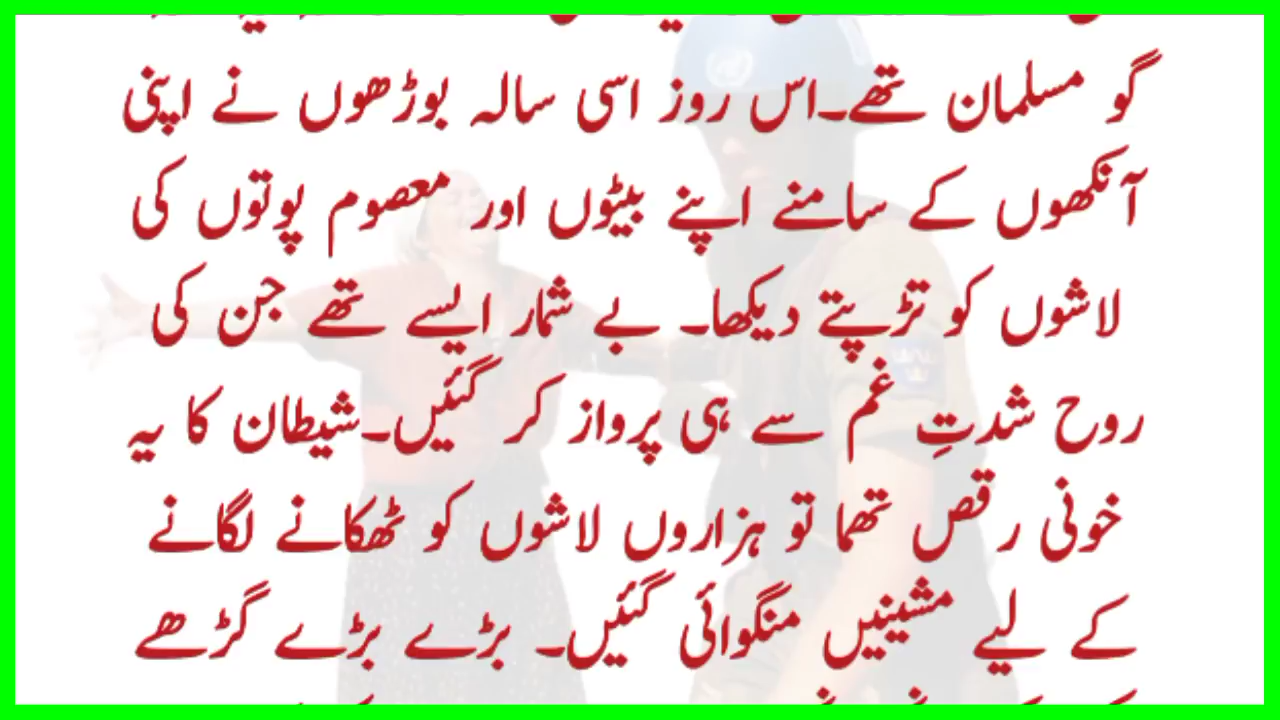 گو مسلمان تھے۔اس روز اسی سالہ بوڑھوں نے اپنی
آنکھوں کے سامنے اپنے بیٹوں اور معصوم پوتوں کی
لاشوں کو تڑپتے دیکھا۔ بے شمار ایسے تھے جن کی
روح شدتِ غم سے ہی پرواز کر گئیں۔شیطان کا یہ
خونی رقص تھما تو ہزاروں لاشوں کو ٹھکانے لگانے
کے لیے مشینیں منگوائی گئیں۔ بڑے بڑے گڑھے